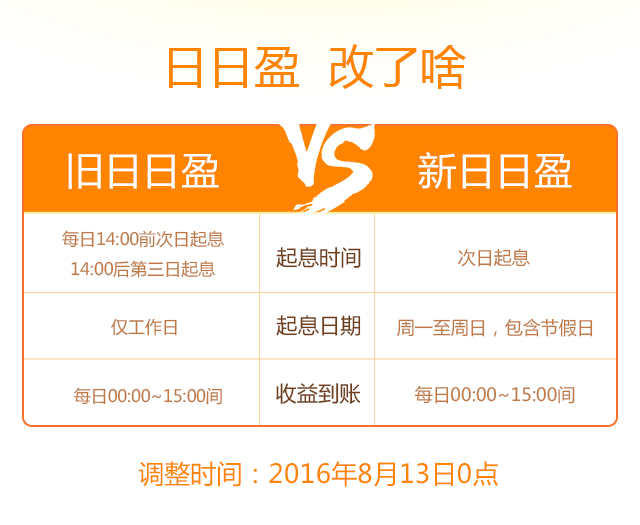 日日盈 改了啥
旧日日盈 VS 新日日盈
每日14:00前次日起息
14:00后第三日起息
起息时间
次日起息
仅工作日
起息日期
周一至周日，包含节假日
每日00:00~15:00间
收益到账
每日00:00~15:00间
调整时间：2016年8月13日0点